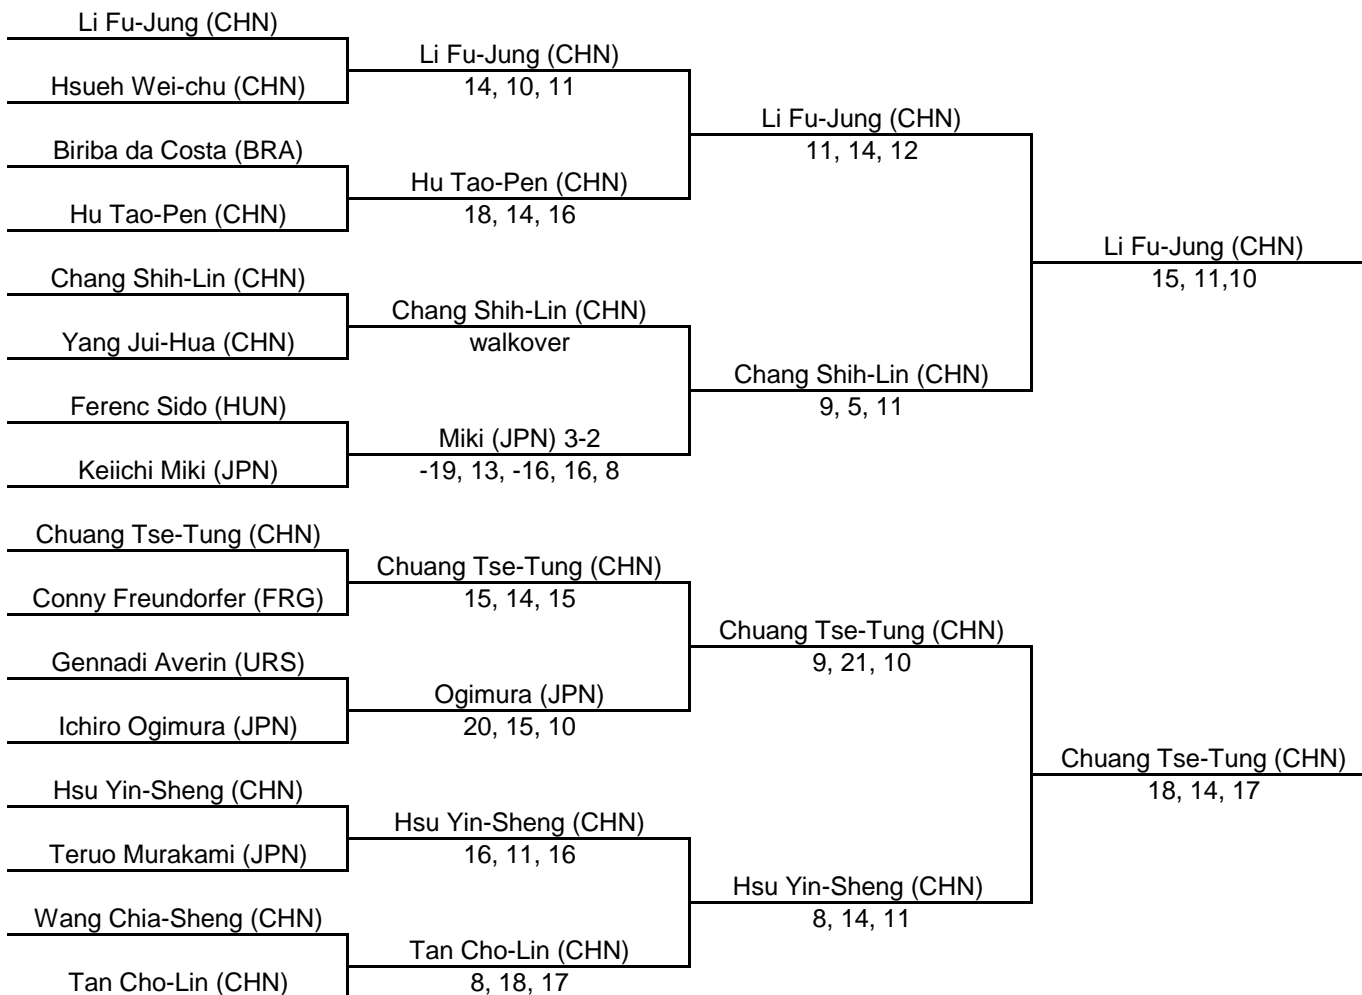 Li Fu-Jung (CHN)
Hsueh Wei-chu (CHN)
Biriba da Costa (BRA)
Hu Tao-Pen (CHN)
Chang Shih-Lin (CHN)
Yang Jui-Hua (CHN)
Ferenc Sido (HUN)
Keiichi Miki (JPN)
Chuang Tse-Tung (CHN)
Conny Freundorfer (FRG)
Gennadi Averin (URS)
Ichiro Ogimura (JPN)
Hsu Yin-Sheng (CHN)
Teruo Murakami (JPN)
Wang Chia-Sheng (CHN)
Tan Cho-Lin (CHN)
Li Fu-Jung (CHN)
14, 10, 11
Hu Tao-Pen (CHN)
18, 14, 16
Chang Shih-Lin (CHN)
walkover
Miki (JPN) 3-2
-19, 13, -16, 16, 8
Chuang Tse-Tung (CHN)
15, 14, 15
Ogimura (JPN)
20, 15, 10
Hsu Yin-Sheng (CHN)
16, 11, 16
Tan Cho-Lin (CHN)
8, 18, 17
Li Fu-Jung (CHN)
11, 14, 12
Chang Shih-Lin (CHN)
9, 5, 11
Chuang Tse-Tung (CHN)
9, 21, 10
Hsu Yin-Sheng (CHN)
8, 14, 11
Li Fu-Jung (CHN)
15, 11,10
Chuang Tse-Tung (CHN)
18, 14, 17